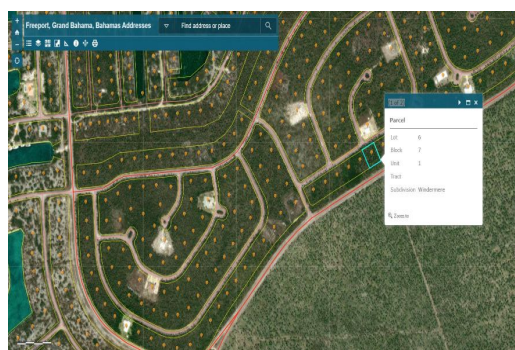 Freeport, Grand Bahama, Bahamas Addresses
Find address or place
Parcel
Lot 6
Block 7
Unit 1
Tract
Subdivision Windermere
Zoom to